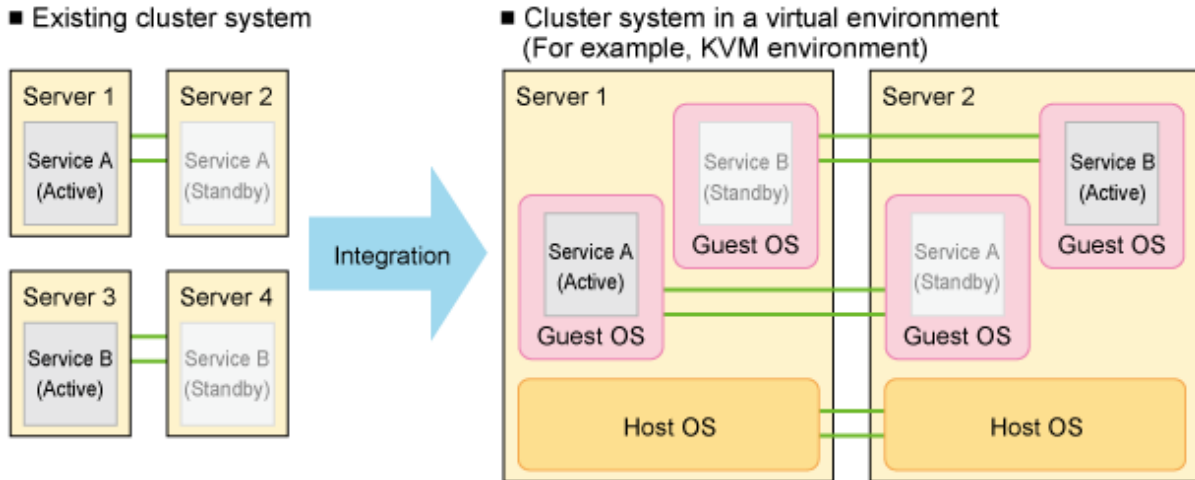 ■ Existing cluster system
Server 1
Service A
(Active)
Server 2
Service A
(Standby)
Server 3
Service B
(Active)
Server 4
Service B
(Standby)
Integration
■ Cluster system in a virtual environment
(For example, KVM environment)
Server 1
Service B
(Standby)
Guest OS
Service A
(Active)
Guest OS
Host OS
Server 2
Service B
(Active)
Guest OS
Service A
(Standby)
Guest OS
Host OS